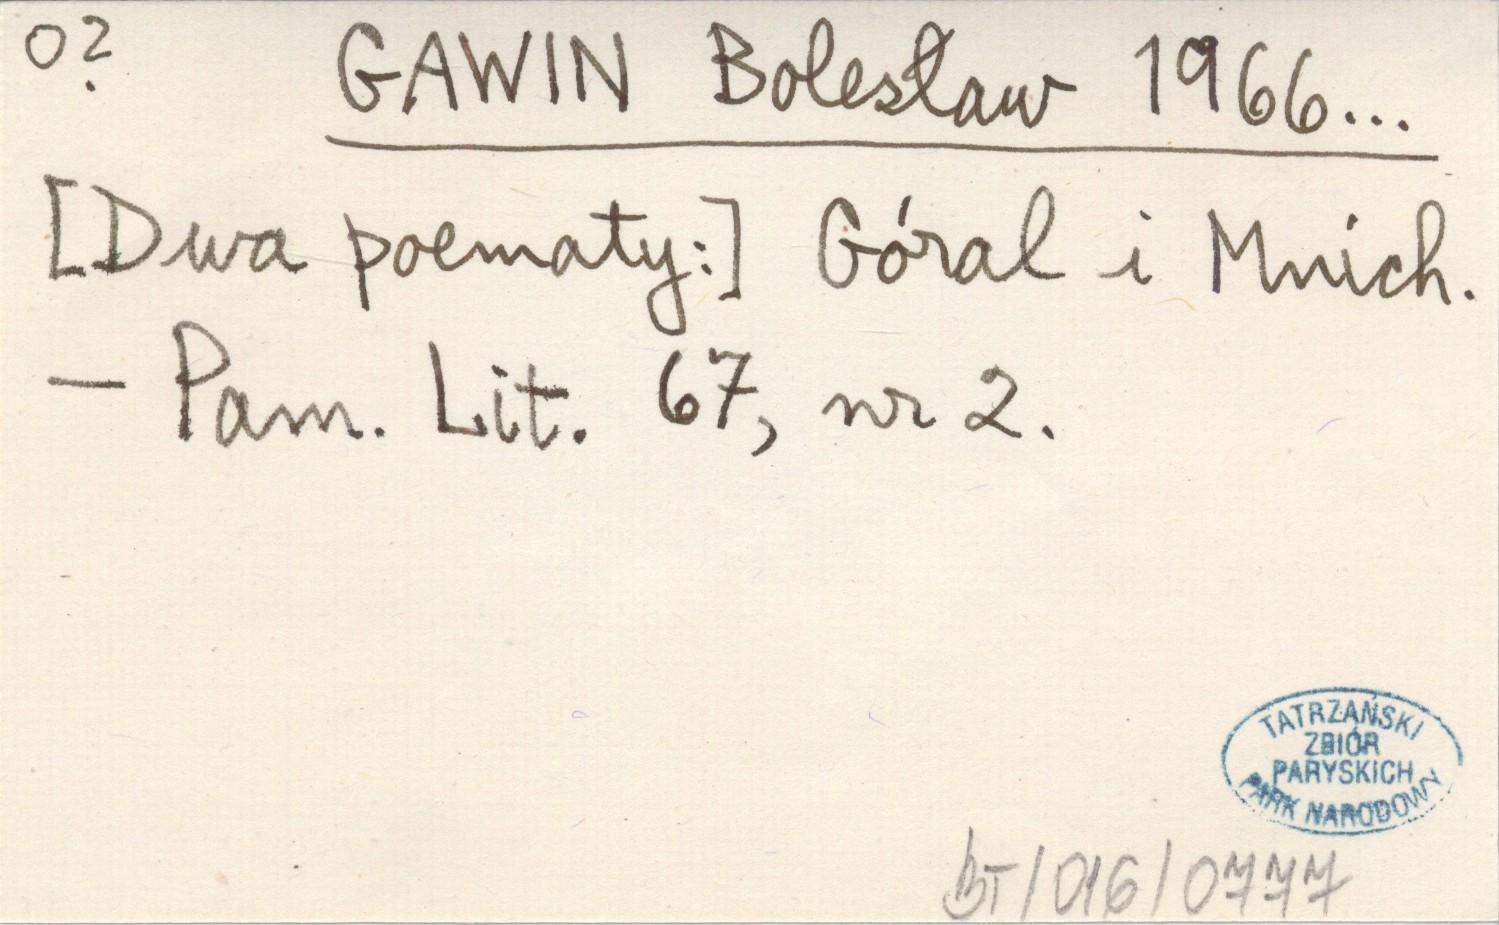 o?
GAWIN Bolesław 1966...
[Dwa poematy:] Góral i Mnich.
— Pam. Lit. 67, nr 2.
TATRZAŃSKI
ZBIÓR
PARYSKICH
PARK NARODOWY
BT/016/0777